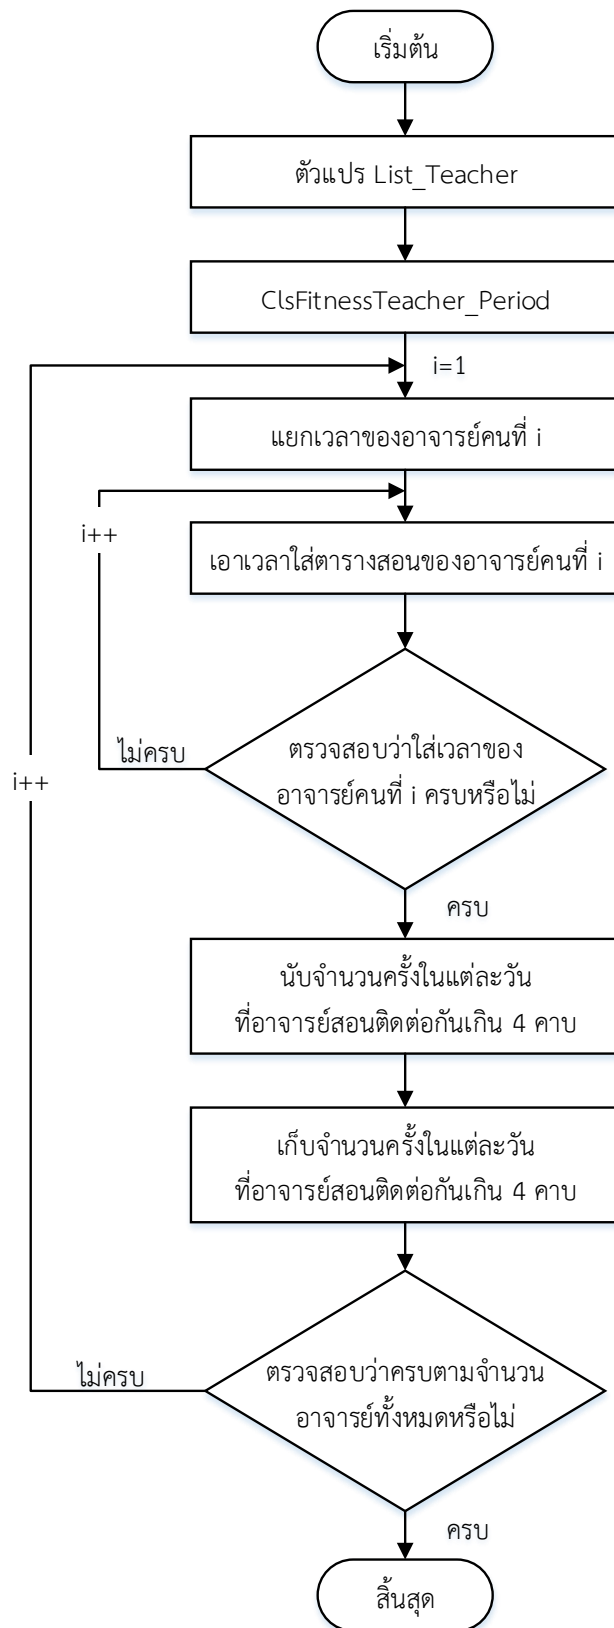 เริ่มต้น
ตัวแปร List_Teacher
ClsFitnessTeacher_Period
i=1
แยกเวลาของอาจารย์คนที่ i
i++
เอาเวลาใส่ตารางสอนของอาจารย์คนที่ i
ไม่ครบ
ตรวจสอบว่าใส่เวลาของ
อาจารย์คนที่ i ครบหรือไม่
i++
ครบ
นับจำนวนครั้งในแต่ละวัน
ที่อาจารย์สอนติดต่อกันเกิน 4 คาบ
เก็บจำนวนครั้งในแต่ละวัน
ที่อาจารย์สอนติดต่อกันเกิน 4 คาบ
ไม่ครบ
ตรวจสอบว่าครบตามจำนวน
อาจารย์ทั้งหมดหรือไม่
ครบ
สิ้นสุด